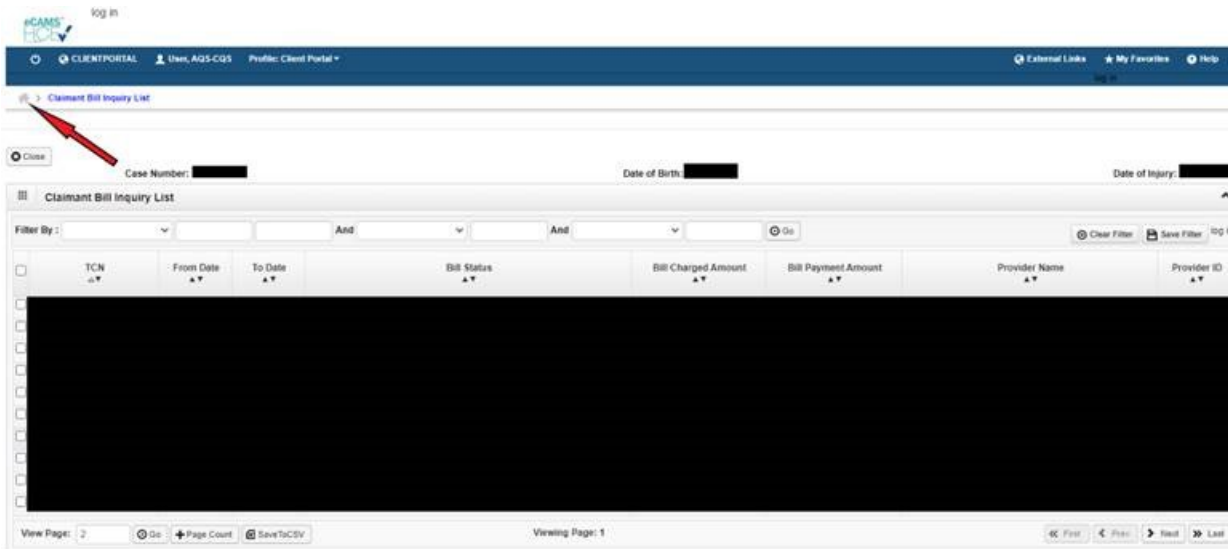 log in
eCAMS HCE
CLIENTPORTAL User, AQS-CQS Profile: Client Portal External Links My Favorites Help
log in
> Claimant Bill Inquiry List
Close
Case Number: Date of Birth: Date of Injury:
Claimant Bill Inquiry List
Filter By : And And Go Clear Filter Save Filter log i
TCN From Date To Date Bill Status Bill Charged Amount Bill Payment Amount Provider Name Provider ID
View Page: 2 Go Page Count SaveToCSV Viewing Page: 1 First Prev Next Last